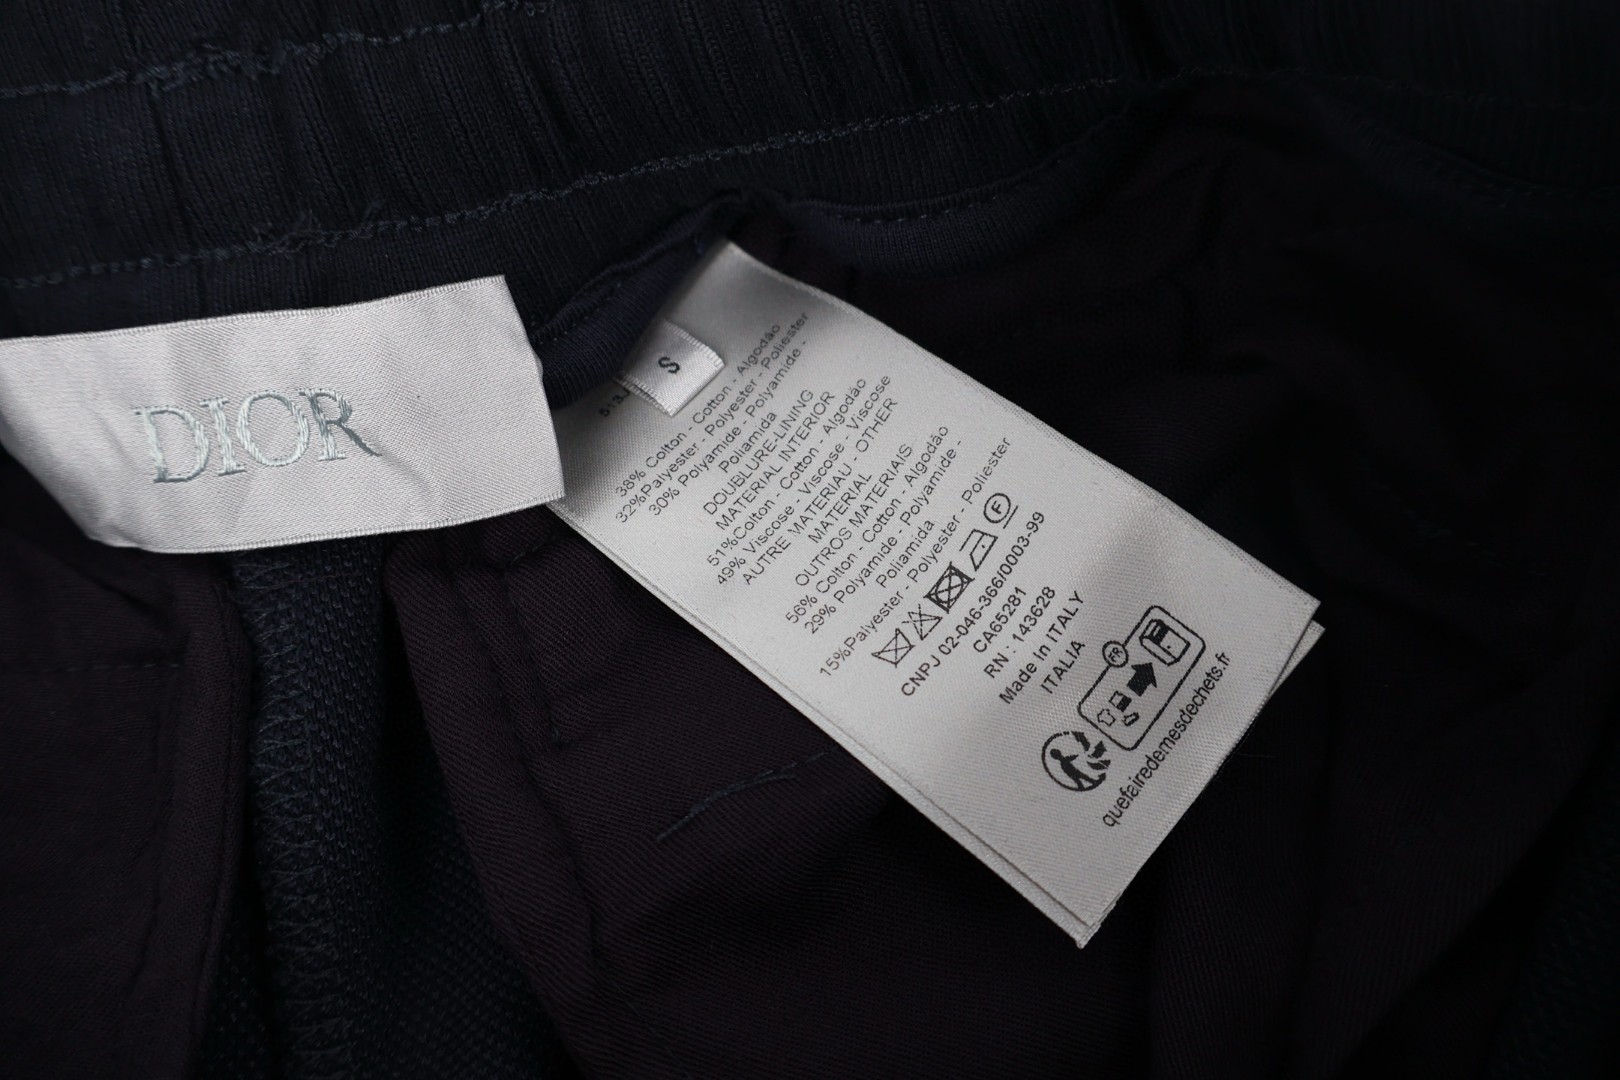 DIOR
S
38% Colton - Cotton - Algodão
32%Palyester - Polyester - Poliester
30% Polyamide - Polyamide -
Poliamida
DOUBLURE-LINING
MATERIAL INTERIOR
51%Colton - Cotton - Algodão
49% Viscose - Viscose - Viscose
AUTRE MATERIAU - OTHER
MATERIAL
OUTROS MATERIAIS
56% Colton - Cotton - Algodão
29% Polyamide - Polyamide -
Poliamida
15%Palyester - Polyester - Poliester
F
CNPJ 02-046-366/0003-99
CA65281
RN : 143628
Made in ITALY
ITALIA
FR
quefairedemesdechets.fr